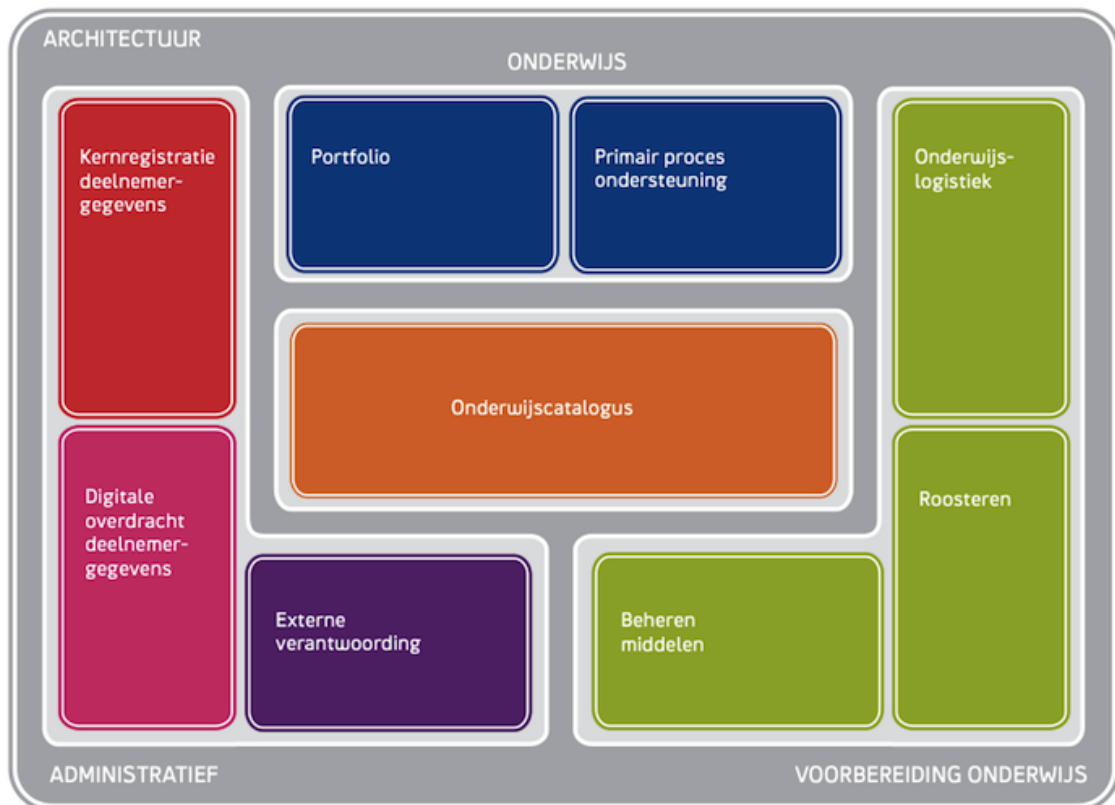 ARCHITECTUUR
ONDERWIJS
Kernregistratie
deelnemer-
gegevens
Portfolio
Primair proces
ondersteuning
Onderwijs-
logistiek
Onderwijscatalogus
Digitale
overdracht
deelnemer-
gegevens
Roosteren
Externe
verantwoording
Beheren
middelen
ADMINISTRATIEF
VOORBEREIDING ONDERWIJS